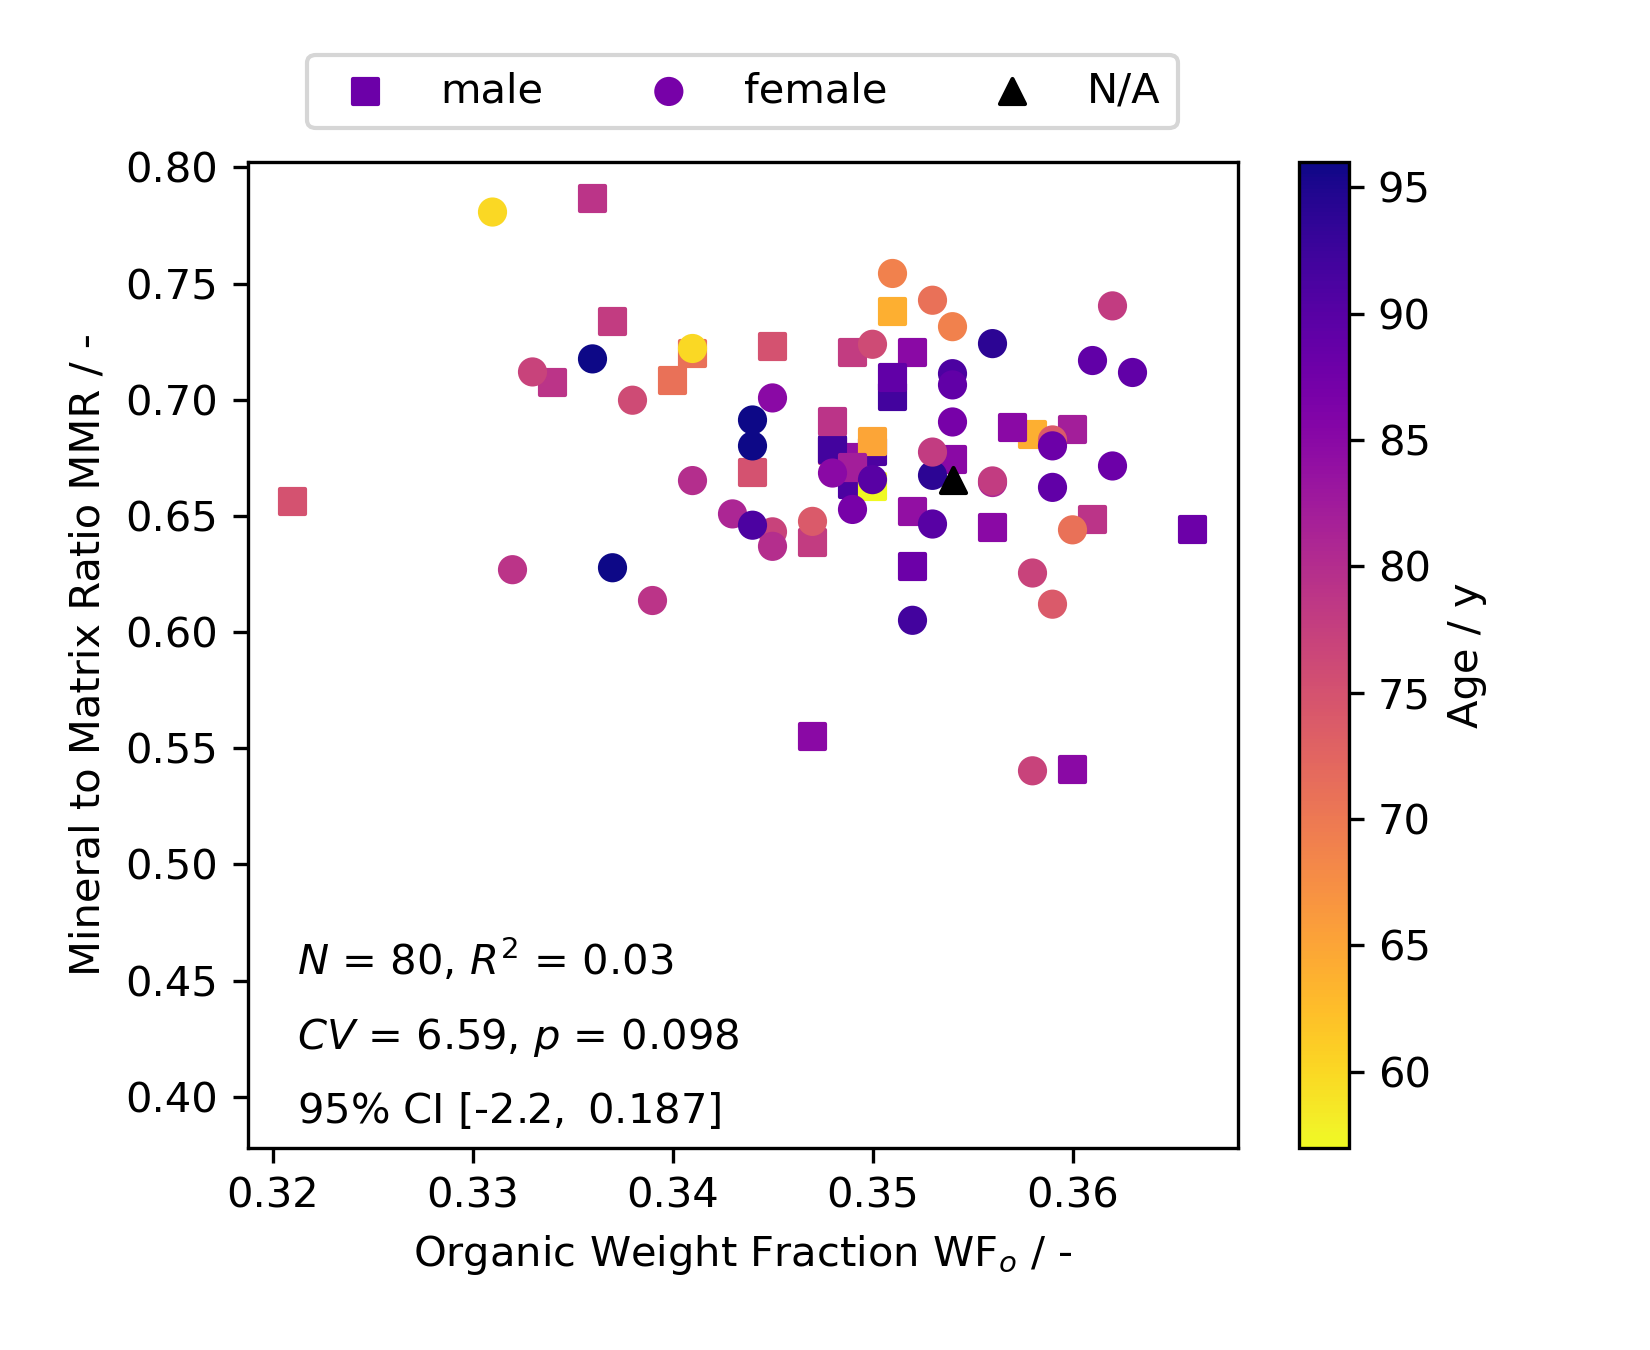 male female N/A
0.80
0.75
0.70
0.65
0.60
0.55
0.50
0.45
0.40
Mineral to Matrix Ratio MMR / -
N = 80, R² = 0.03
CV = 6.59, p = 0.098
95% CI [-2.2, 0.187]
0.32 0.33 0.34 0.35 0.36
Organic Weight Fraction WFₒ / -
95
90
85
80
75
70
65
60
Age / y